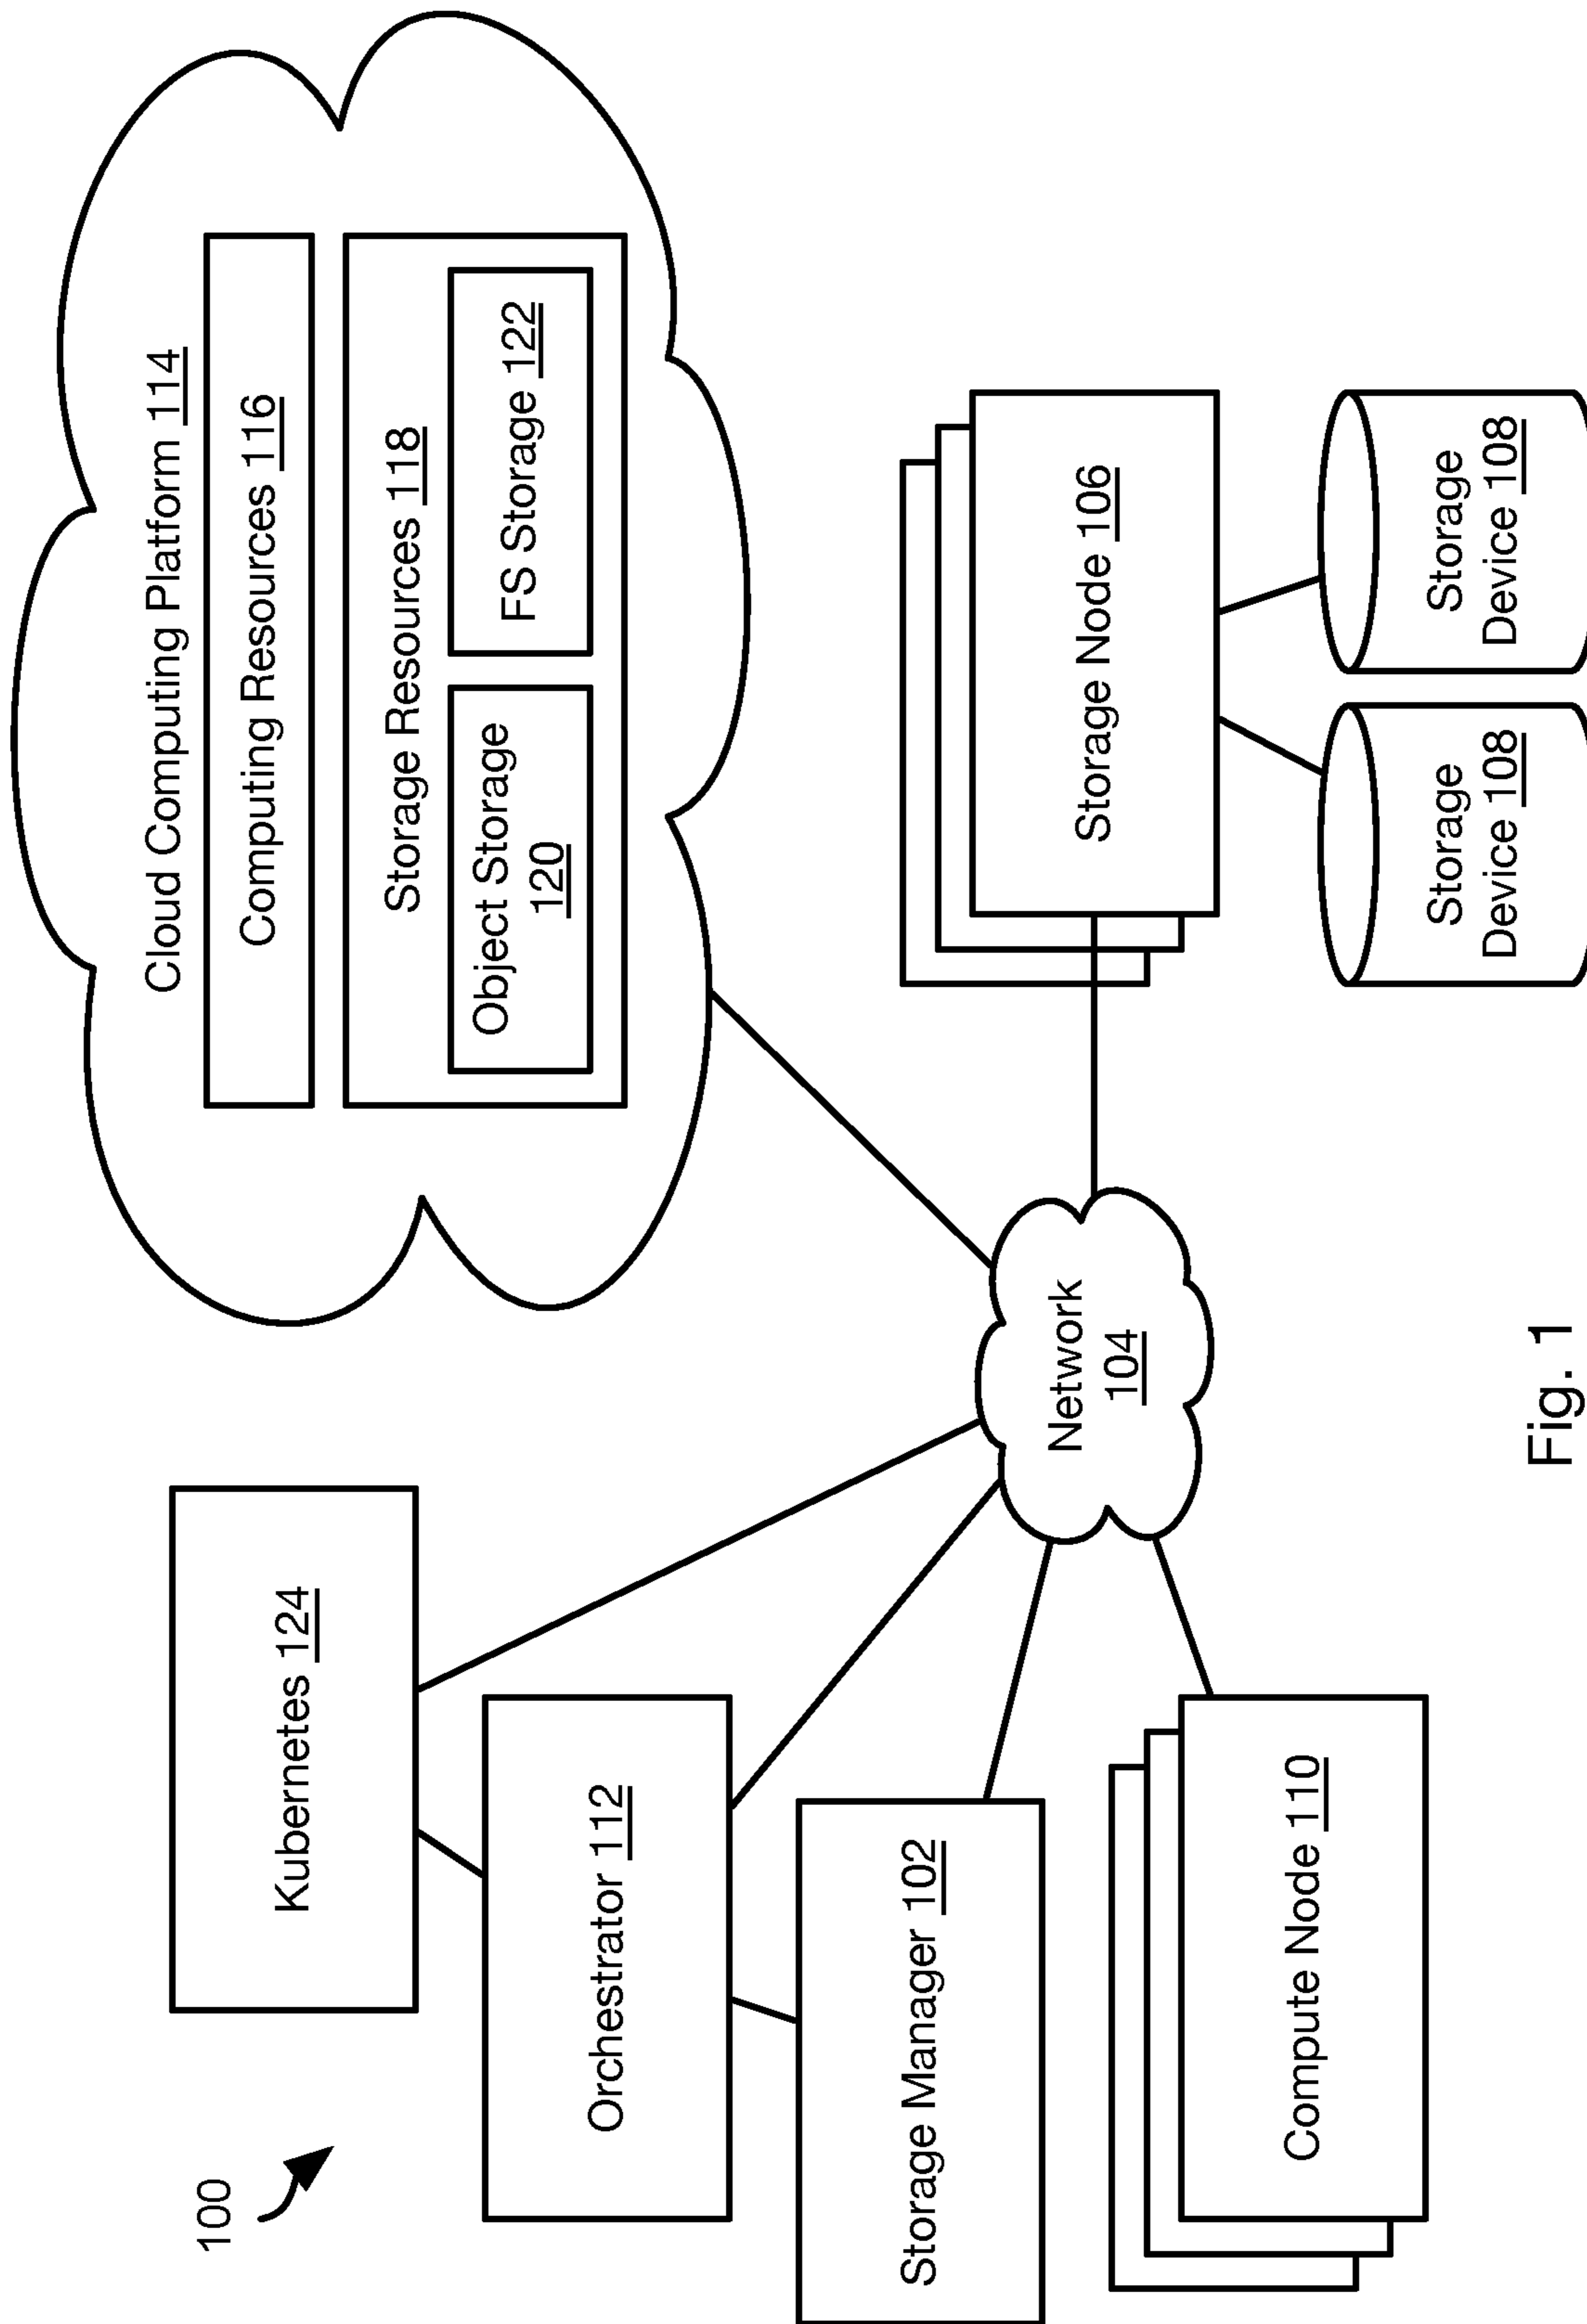 100
Kubernetes 124
Orchestrator 112
Storage Manager 102
Compute Node 110
Network
104
Cloud Computing Platform 114
Computing Resources 116
Storage Resources 118
Object Storage
120
FS Storage 122
Storage Node 106
Storage
Device 108
Storage
Device 108
Fig. 1